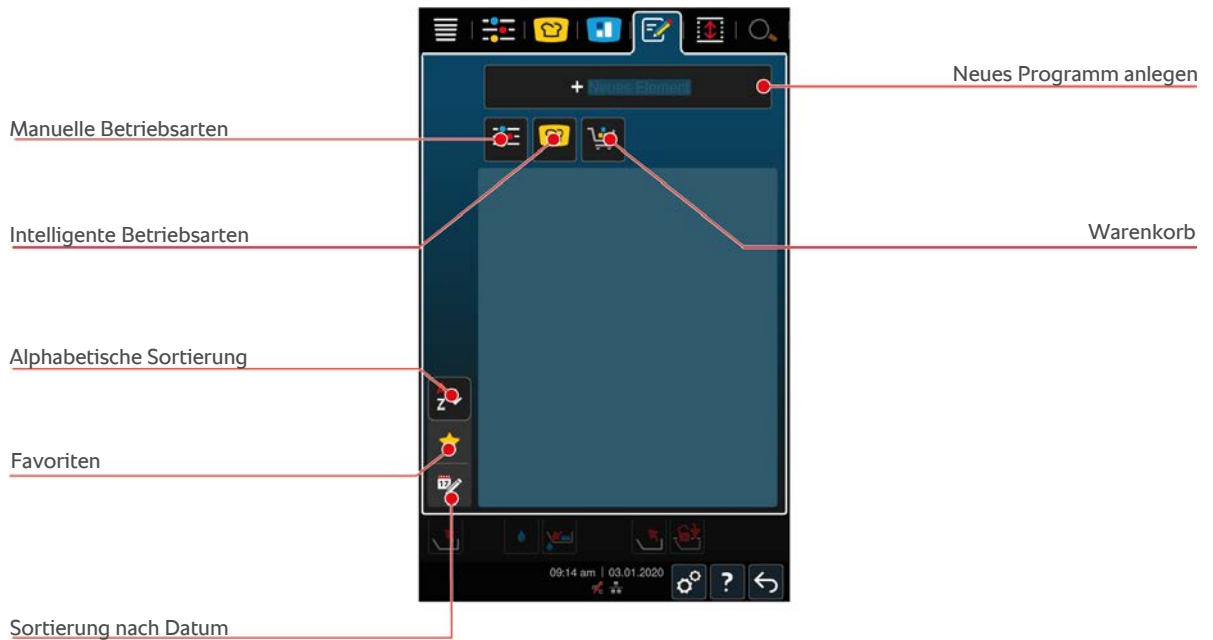 + Neues Element
Neues Programm anlegen
Manuelle Betriebsarten
Intelligente Betriebsarten
Warenkorb
Alphabetische Sortierung
Z
Favoriten
17
09:14 am | 03.01.2020
?
Sortierung nach Datum